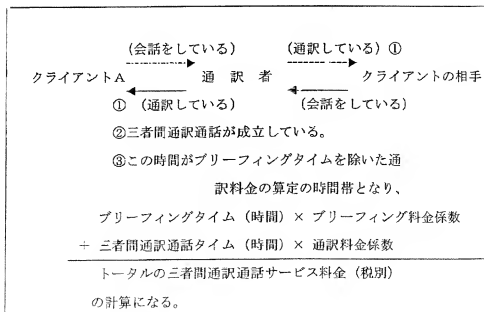 (会話をしている) (通訳している) ①
クライアントA 通 訳 者 クライアントの相手
① (通訳している) (会話をしている)
②三者間通訳通話が成立している。
③この時間がブリーフィングタイムを除いた通
訳料金の算定の時間帯となり、
ブリーフィングタイム (時間) × ブリーフィング料金係数
+ 三者間通訳通話タイム (時間) × 通訳料金係数
トータルの三者間通訳通話サービス料金 (税別)
の計算になる。